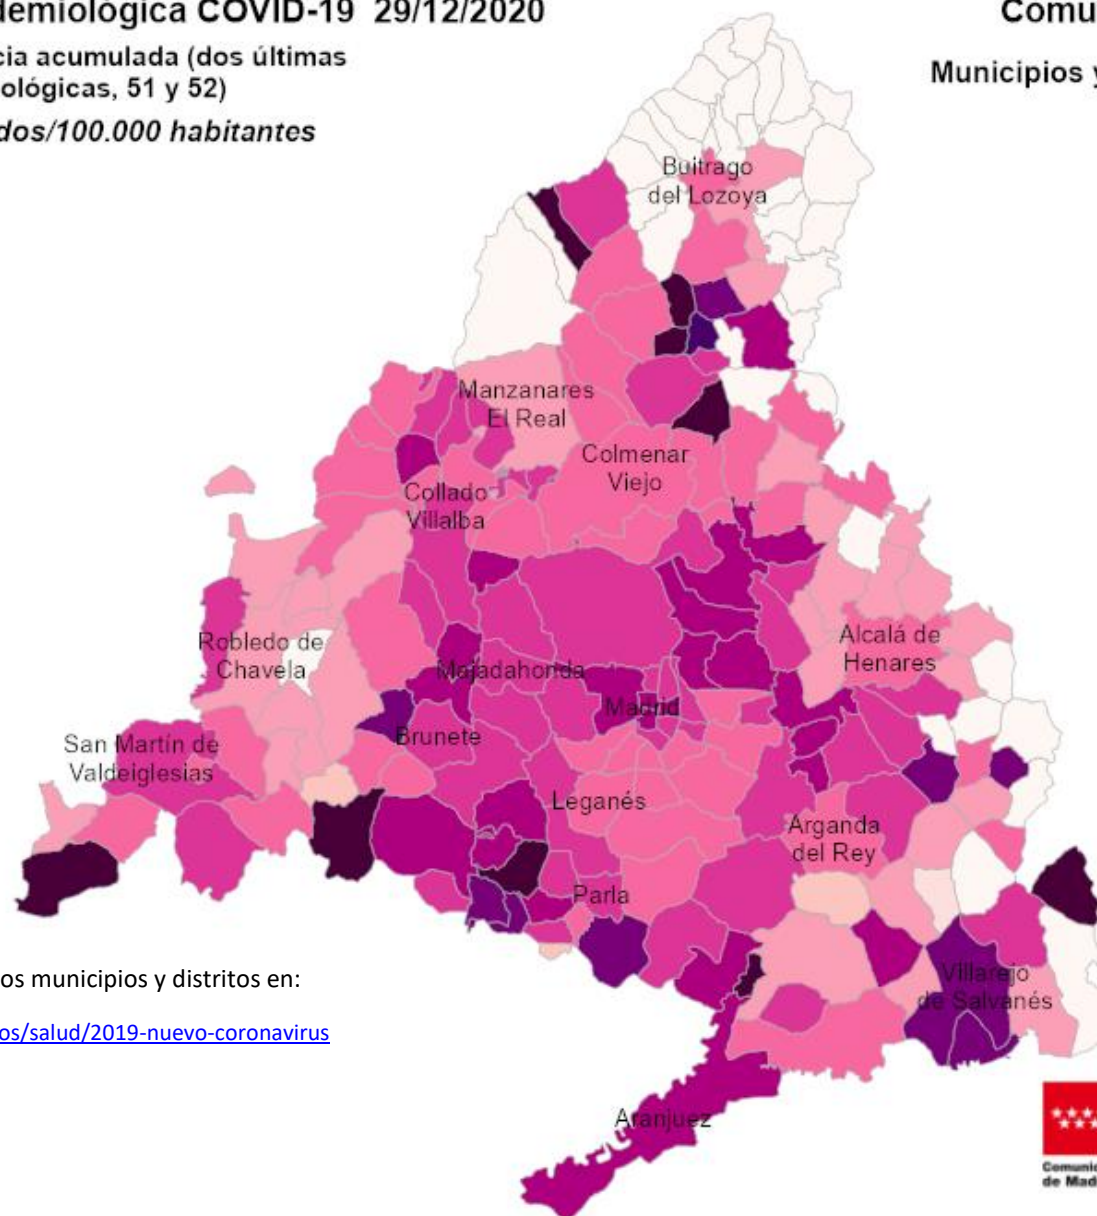 demiológica COVID-19 29/12/2020
Comu
cia acumulada (dos últimas
ológicas, 51 y 52)
Municipios y
dos/100.000 habitantes
Buitrago
del Lozoya
Manzanares
El Real
Colmenar
Viejo
Collado
Villalba
Robledo de
Chavela
Alcalá de
Henares
Majadahonda
Madrid
Brunete
San Martín de
Valdeiglesias
Leganés
Arganda
del Rey
Parla
Villarejo
de Salvanés
os municipios y distritos en:
os/salud/2019-nuevo-coronavirus
Aranjuez
Comunid
de Mad